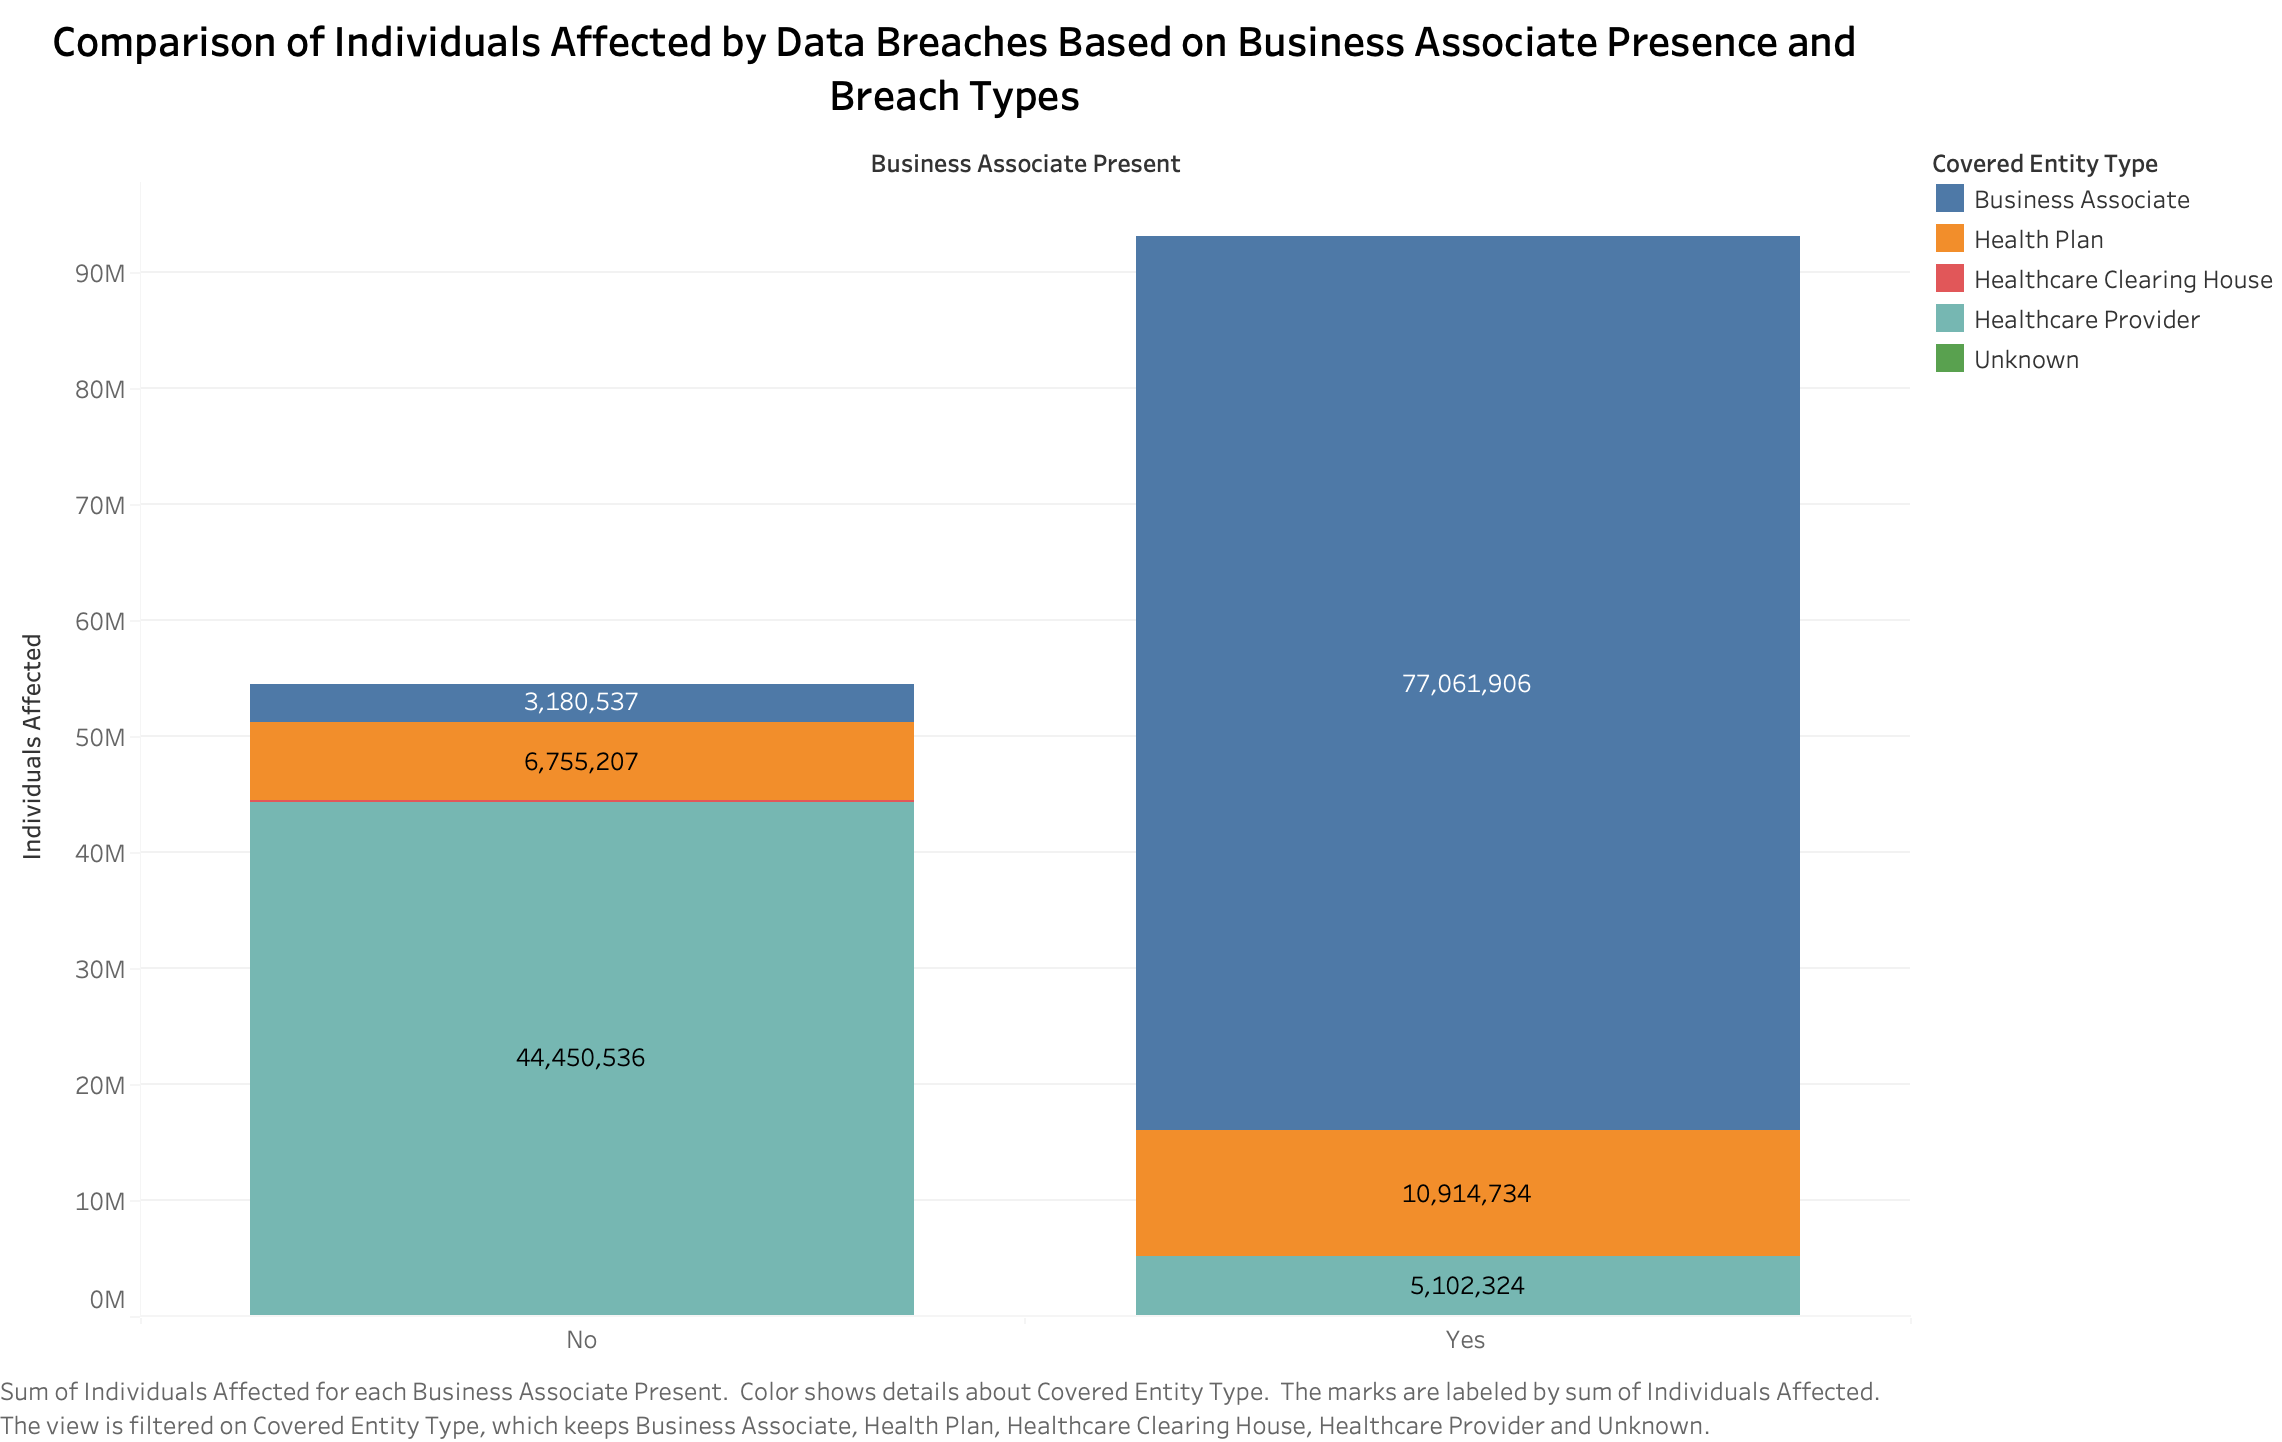 Comparison of Individuals Affected by Data Breaches Based on Business Associate Presence and
Breach Types
Business Associate Present
Covered Entity Type
Business Associate
Health Plan
Healthcare Clearing House
Healthcare Provider
Unknown
Individuals Affected
90M
80M
70M
60M
50M
40M
30M
20M
10M
0M
3,180,537
6,755,207
44,450,536
77,061,906
10,914,734
5,102,324
No
Yes
Sum of Individuals Affected for each Business Associate Present.  Color shows details about Covered Entity Type.  The marks are labeled by sum of Individuals Affected.
The view is filtered on Covered Entity Type, which keeps Business Associate, Health Plan, Healthcare Clearing House, Healthcare Provider and Unknown.